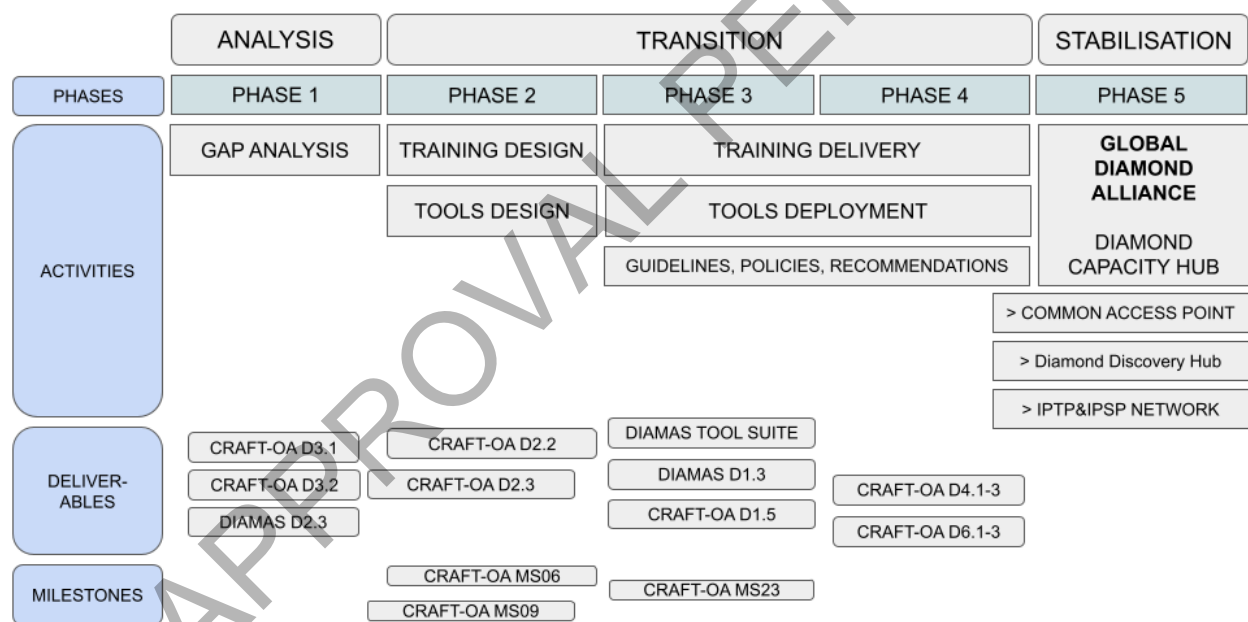 ANALYSIS TRANSITION STABILISATION
PHASES PHASE 1 PHASE 2 PHASE 3 PHASE 4 PHASE 5
ACTIVITIES
GAP ANALYSIS TRAINING DESIGN TRAINING DELIVERY
TOOLS DESIGN TOOLS DEPLOYMENT
GUIDELINES, POLICIES, RECOMMENDATIONS
GLOBAL
DIAMOND
ALLIANCE
DIAMOND
CAPACITY HUB
> COMMON ACCESS POINT
> Diamond Discovery Hub
> IPTP&IPSP NETWORK
DELIVER-
ABLES
CRAFT-OA D3.1
CRAFT-OA D3.2
DIAMAS D2.3
CRAFT-OA D2.2
CRAFT-OA D2.3
DIAMAS TOOL SUITE
DIAMAS D1.3
CRAFT-OA D1.5
CRAFT-OA D4.1-3
CRAFT-OA D6.1-3
MILESTONES
CRAFT-OA MS06
CRAFT-OA MS09
CRAFT-OA MS23
APPROVAL